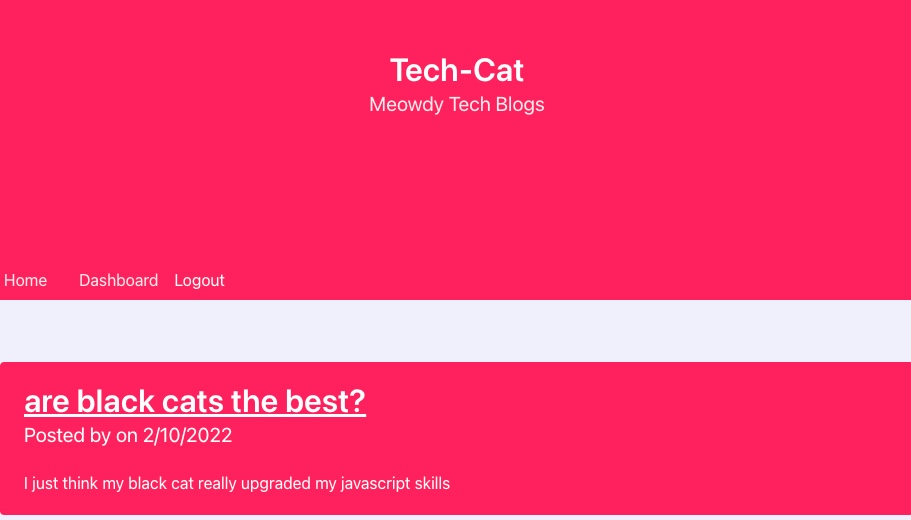 Tech-Cat
Meowdy Tech Blogs
Home Dashboard Logout
are black cats the best?
Posted by on 2/10/2022
I just think my black cat really upgraded my javascript skills